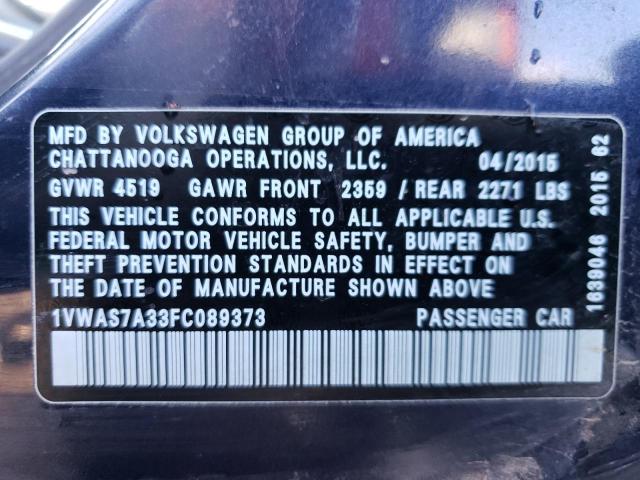 MFD BY VOLKSWAGEN GROUP OF AMERICA
CHATTANOOGA OPERATIONS, LLC. 04/2015
GVWR 4519 GAWR FRONT 2359 / REAR 2271 LBS
THIS VEHICLE CONFORMS TO ALL APPLICABLE U.S.
FEDERAL MOTOR VEHICLE SAFETY, BUMPER AND
THEFT PREVENTION STANDARDS IN EFFECT ON
THE DATE OF MANUFACTURE SHOWN ABOVE
1VWAS7A33FC089373 PASSENGER CAR
1639046 2015 62